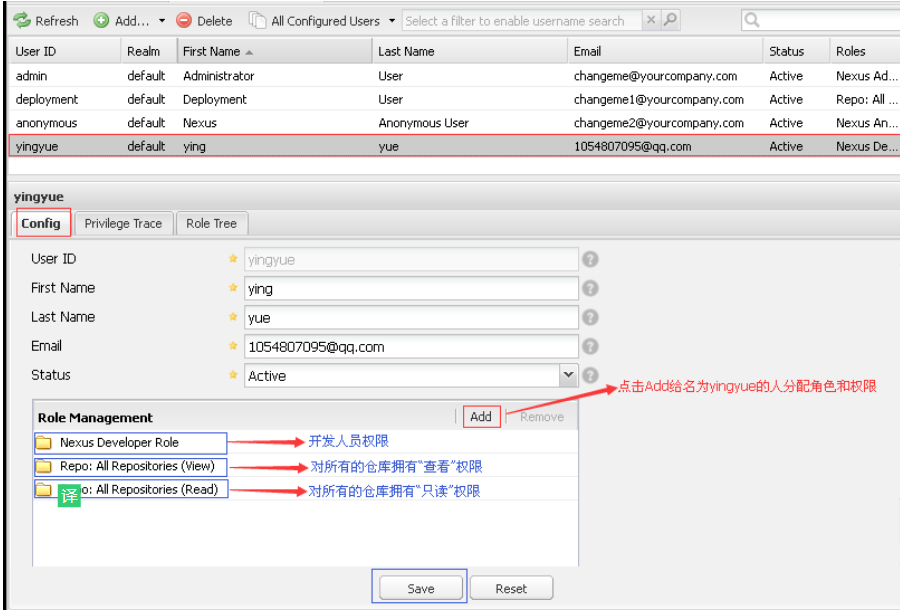 Refresh Add... Delete All Configured Users Select a filter to enable username search
User ID Realm First Name Last Name Email Status Roles
admin default Administrator User changeme@yourcompany.com Active Nexus Ad...
deployment default Deployment User changeme1@yourcompany.com Active Repo: All ...
anonymous default Nexus Anonymous User changeme2@yourcompany.com Active Nexus An...
yingyue default ying yue 1054807095@qq.com Active Nexus De...
yingyue
Config Privilege Trace Role Tree
User ID yingyue
First Name ying
Last Name yue
Email 1054807095@qq.com
Status Active
点击Add给名为yingyue的人分配角色和权限
Role Management Add Remove
Nexus Developer Role 开发人员权限
Repo: All Repositories (View) 对所有的仓库拥有“查看”权限
译 All Repositories (Read) 对所有的仓库拥有“只读”权限
Save Reset